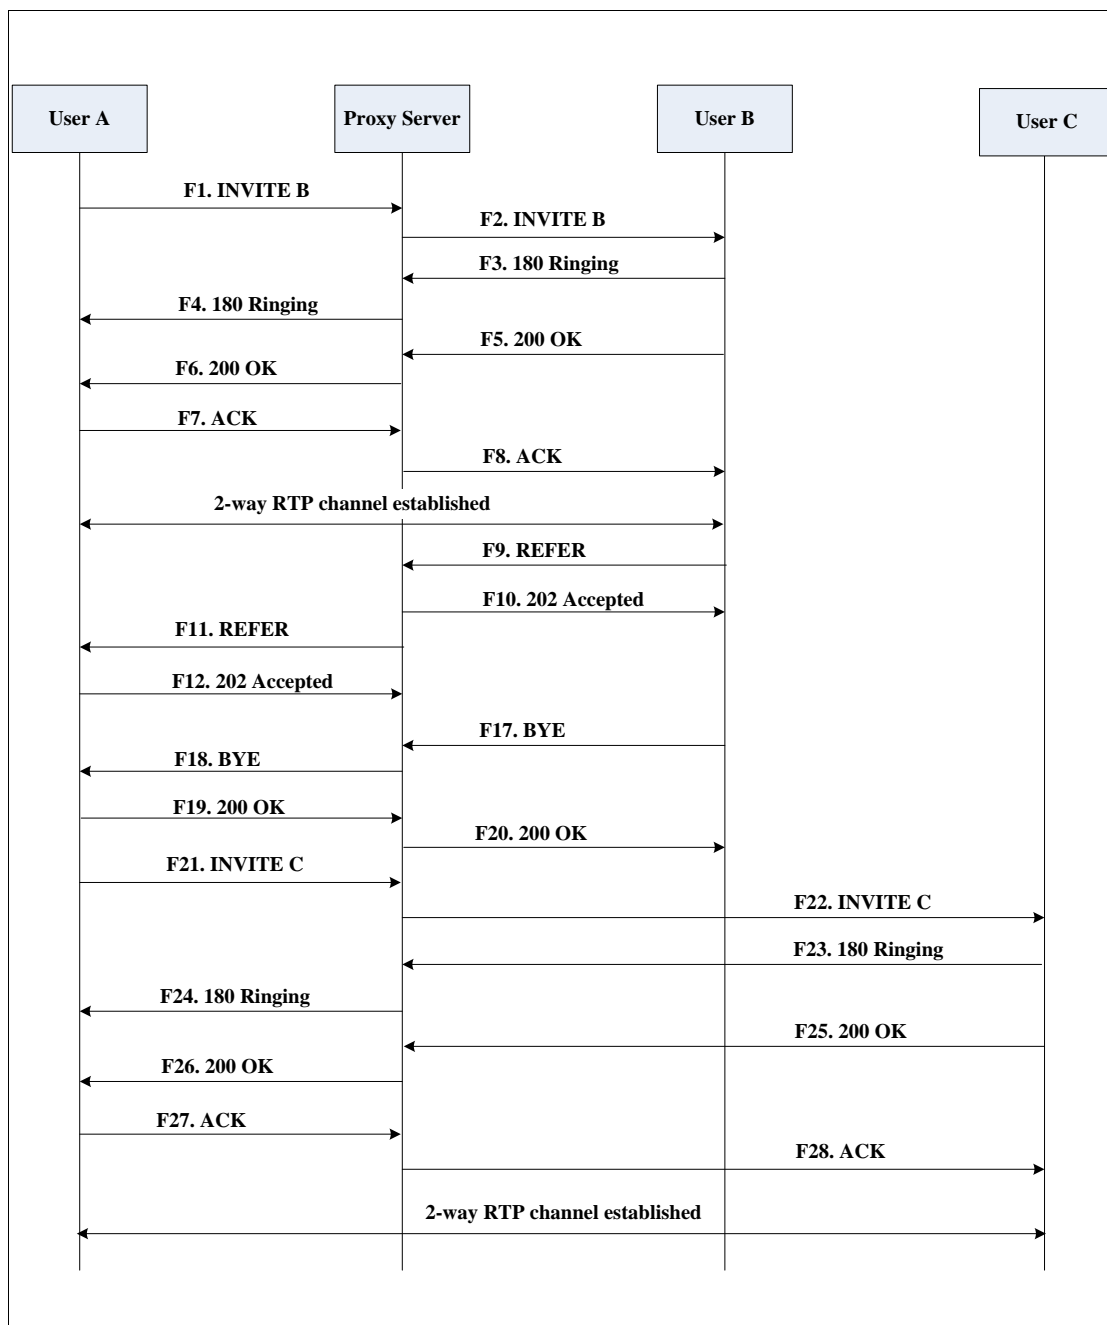 User A
Proxy Server
User B
User C
F1. INVITE B
F2. INVITE B
F3. 180 Ringing
F4. 180 Ringing
F5. 200 OK
F6. 200 OK
F7. ACK
F8. ACK
2-way RTP channel established
F9. REFER
F10. 202 Accepted
F11. REFER
F12. 202 Accepted
F17. BYE
F18. BYE
F19. 200 OK
F20. 200 OK
F21. INVITE C
F22. INVITE C
F23. 180 Ringing
F24. 180 Ringing
F25. 200 OK
F26. 200 OK
F27. ACK
F28. ACK
2-way RTP channel established